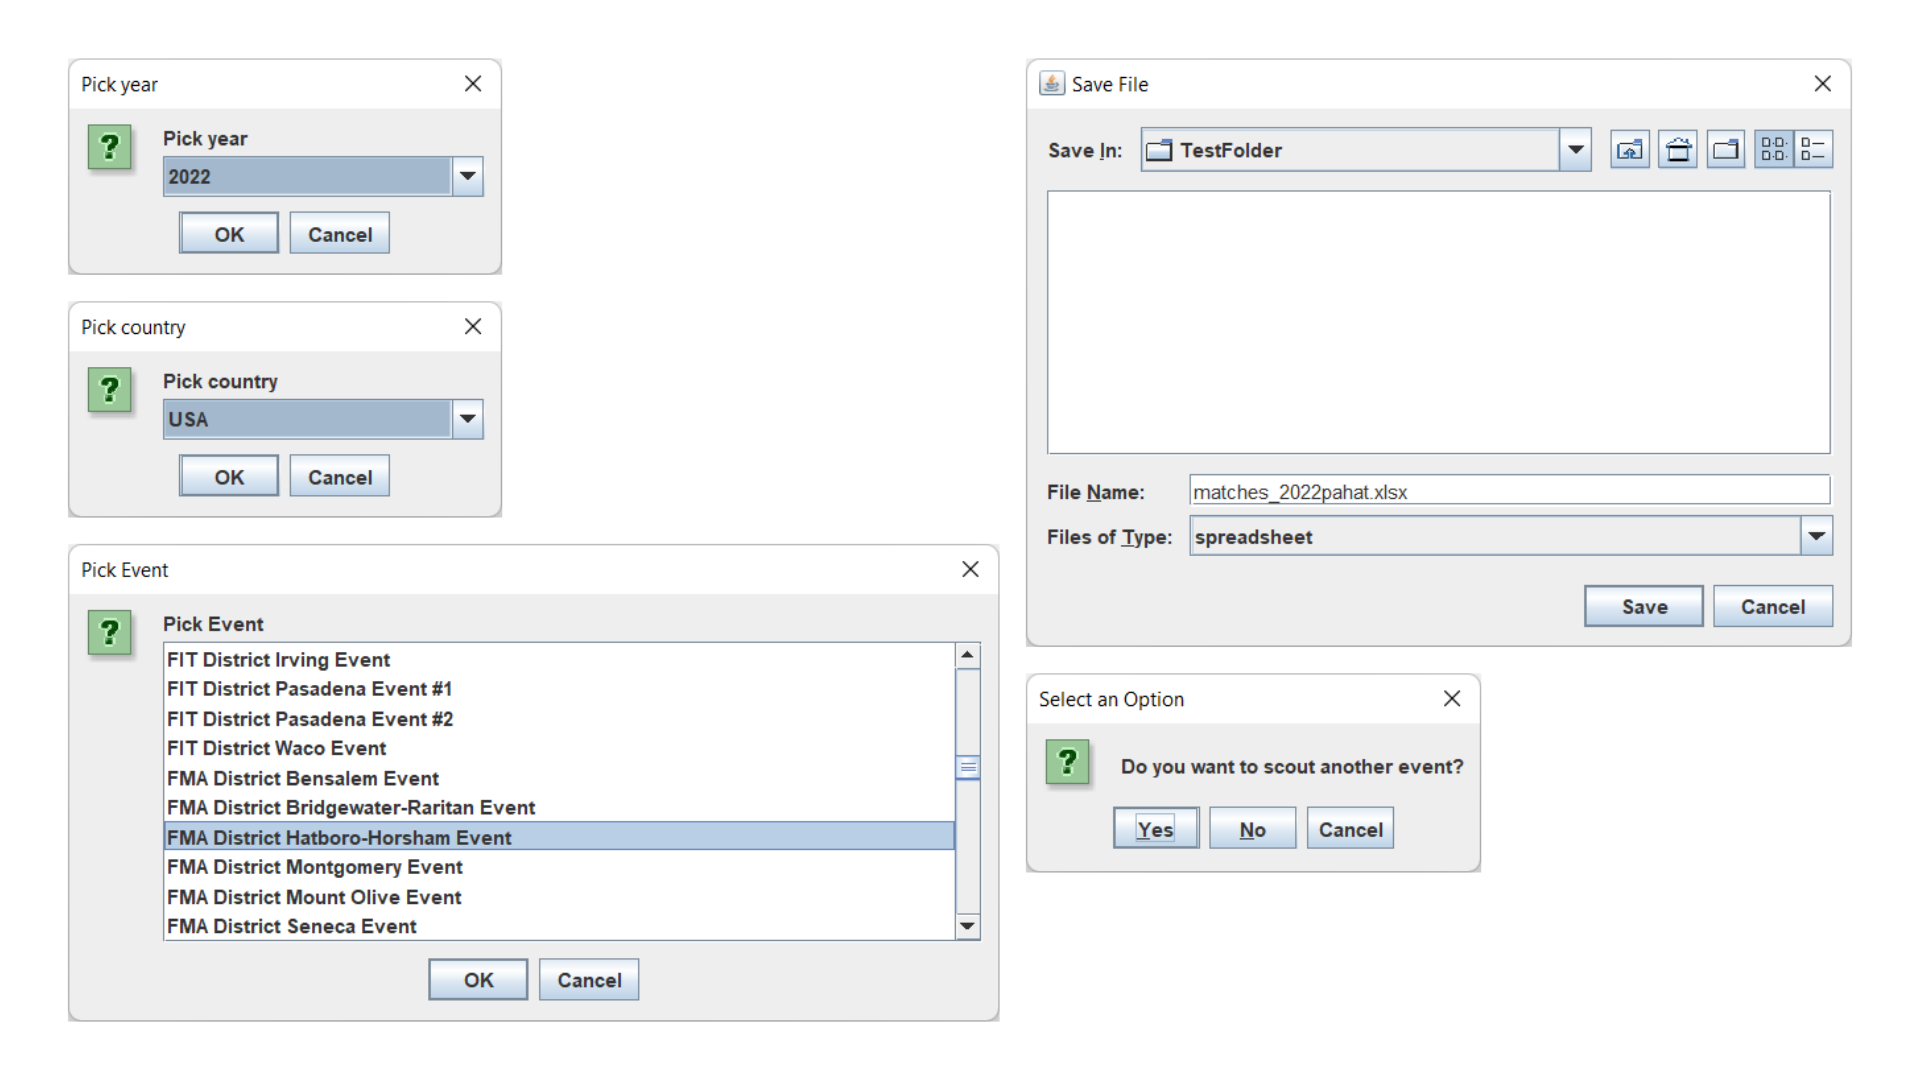 Pick year
Pick year
2022
OK
Cancel
Pick country
Pick country
USA
OK
Cancel
Pick Event
Pick Event
FIT District Irving Event
FIT District Pasadena Event #1
FIT District Pasadena Event #2
FIT District Waco Event
FMA District Bensalem Event
FMA District Bridgewater-Raritan Event
FMA District Hatboro-Horsham Event
FMA District Montgomery Event
FMA District Mount Olive Event
FMA District Seneca Event
OK
Cancel
Save File
Save In:
TestFolder
File Name:
matches_2022pahat.xlsx
Files of Type:
spreadsheet
Save
Cancel
Select an Option
Do you want to scout another event?
Yes
No
Cancel